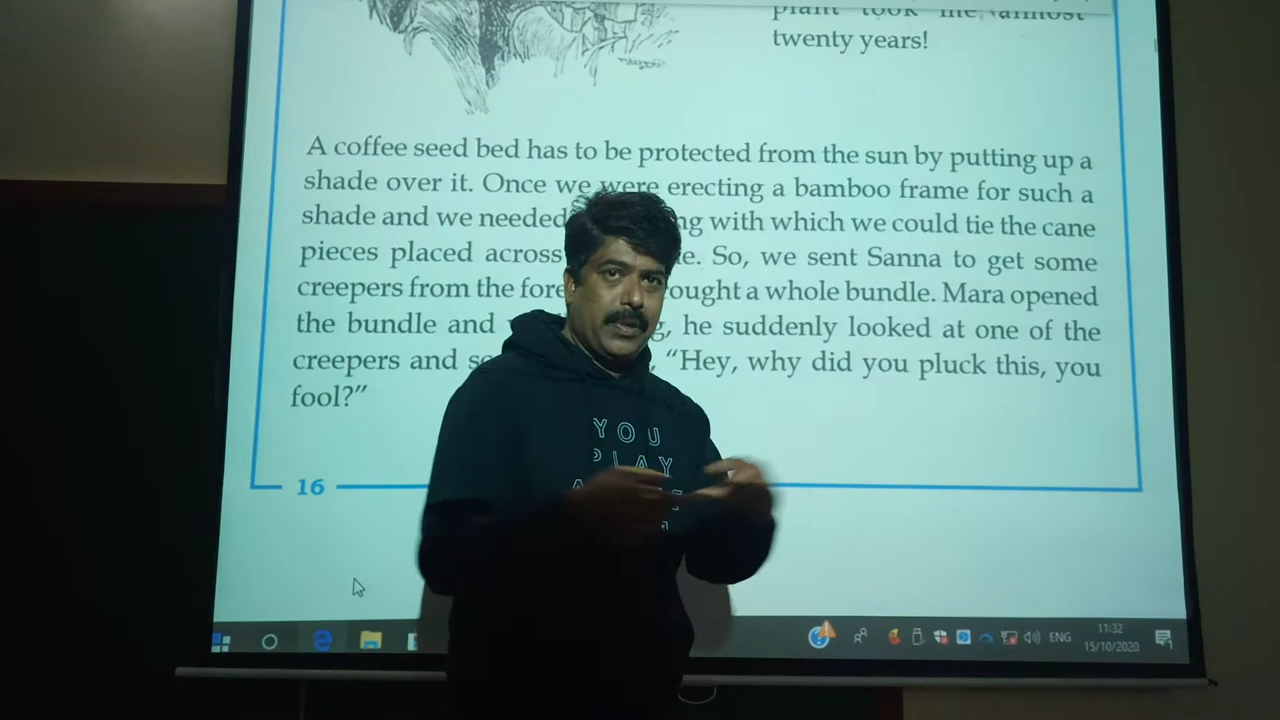 twenty years!
A coffee seed bed has to be protected from the sun by putting up a
shade over it. Once we were erecting a bamboo frame for such a
shade and we needed ng with which we could tie the cane
pieces placed across e. So, we sent Sanna to get some
creepers from the fore ought a whole bundle. Mara opened
the bundle and g, he suddenly looked at one of the
creepers and sc , “Hey, why did you pluck this, you
fool?”
16
YOU
PLAY
ENG
11:32
15/10/2020